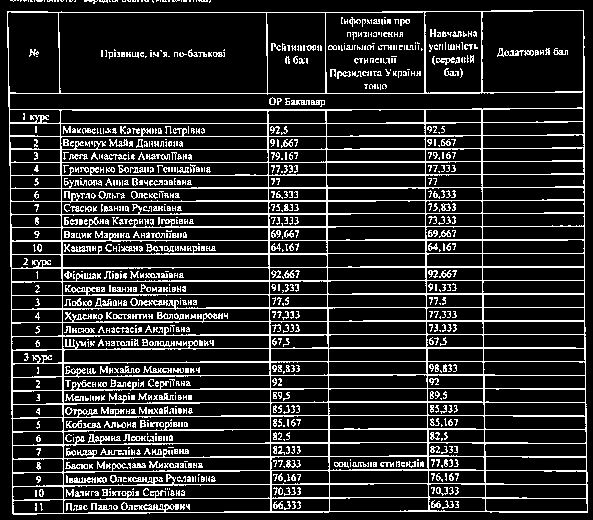 № Прізвище, ім'я, по-батькові Рейтинговий бал Інформація про призначення соціальної стипендії, стипендії Президента України тощо Навчальна успішність (середній бал) Додатковий бал
ОР Бакалавр
1 курс
1 Маковецька Катерина Петрівна 92,5 92,5
2 Веремчук Майя Данилівна 91,667 91,667
3 Глега Анастасія Анатоліївна 79,167 79,167
4 Григоренко Богдана Геннадіївна 77,333 77,333
5 Буділова Анна Вячеславівна 77 77
6 Пругло Ольга Олексіївна 76,333 76,333
7 Стасюк Іванна Русланівна 75,833 75,833
8 Безвербна Катерина Ігорівна 73,333 73,333
9 Вацик Марина Анатоліївна 69,667 69,667
10 Кацапир Сніжана Володимирівна 64,167 64,167
2 курс
1 Фіріщак Лівія Миколаївна 92,667 92,667
2 Косарева Іванна Романівна 91,333 91,333
3 Лобко Дайана Олександрівна 77,5 77,5
4 Худенко Костянтин Володимирович 77,333 77,333
5 Лисюк Анастасія Андріївна 73,333 73,333
6 Шумік Анатолій Володимирович 67,5 67,5
3 курс
1 Борець Михайло Максимович 98,833 98,833
2 Трубенко Валерія Сергіївна 92 92
3 Мельник Марія Михайлівна 89,5 89,5
4 Отрода Марина Михайлівна 85,333 85,333
5 Кобзєва Альона Вікторівна 85,167 85,167
6 Сіра Дарина Леонідівна 82,5 82,5
7 Бондар Ангеліна Андріївна 82,333 82,333
8 Басюк Мирослава Миколаївна 77,833 соціальна стипендія 77,833
9 Іващенко Олександра Русланівна 76,167 76,167
10 Малига Вікторія Сергіївна 70,333 70,333
11 Пляс Павло Олександрович 66,333 66,333